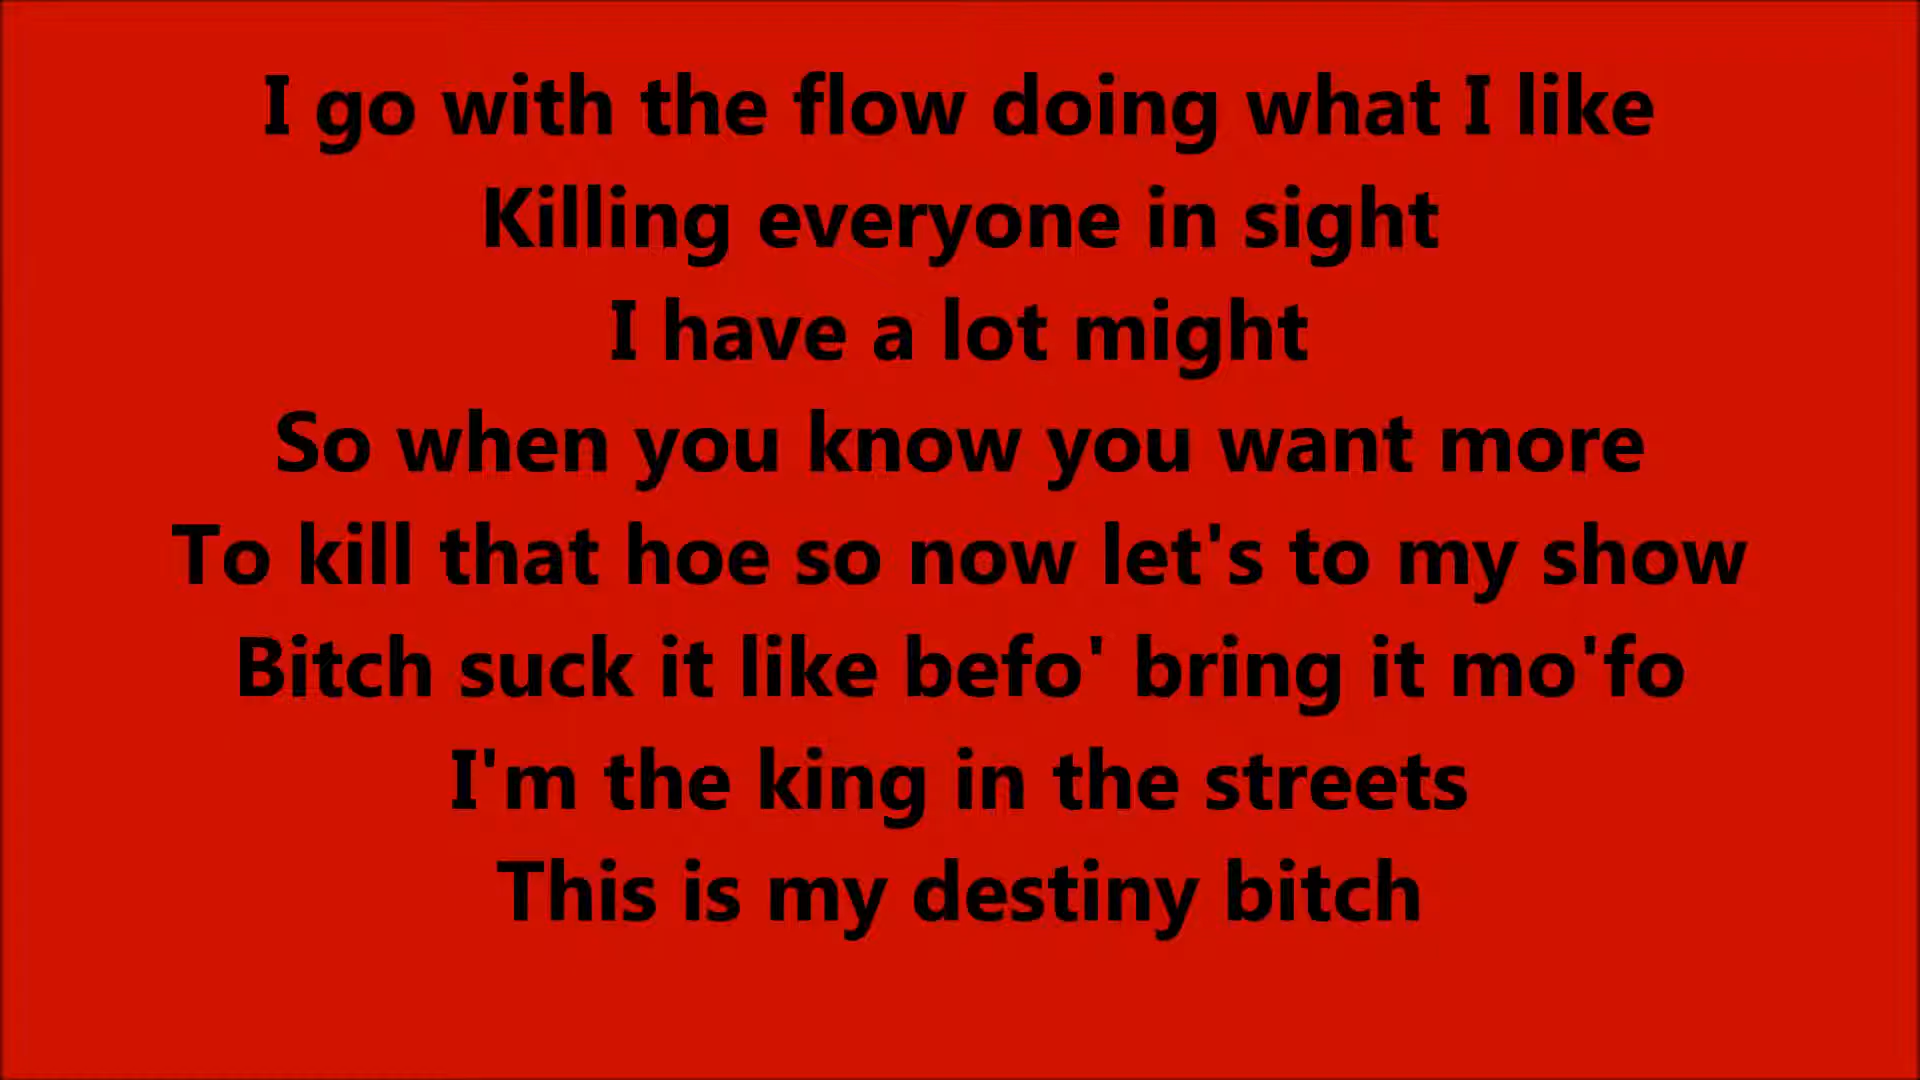 I go with the flow doing what I like
Killing everyone in sight
I have a lot might
So when you know you want more
To kill that hoe so now let's to my show
Bitch suck it like befo' bring it mo'fo
I'm the king in the streets
This is my destiny bitch